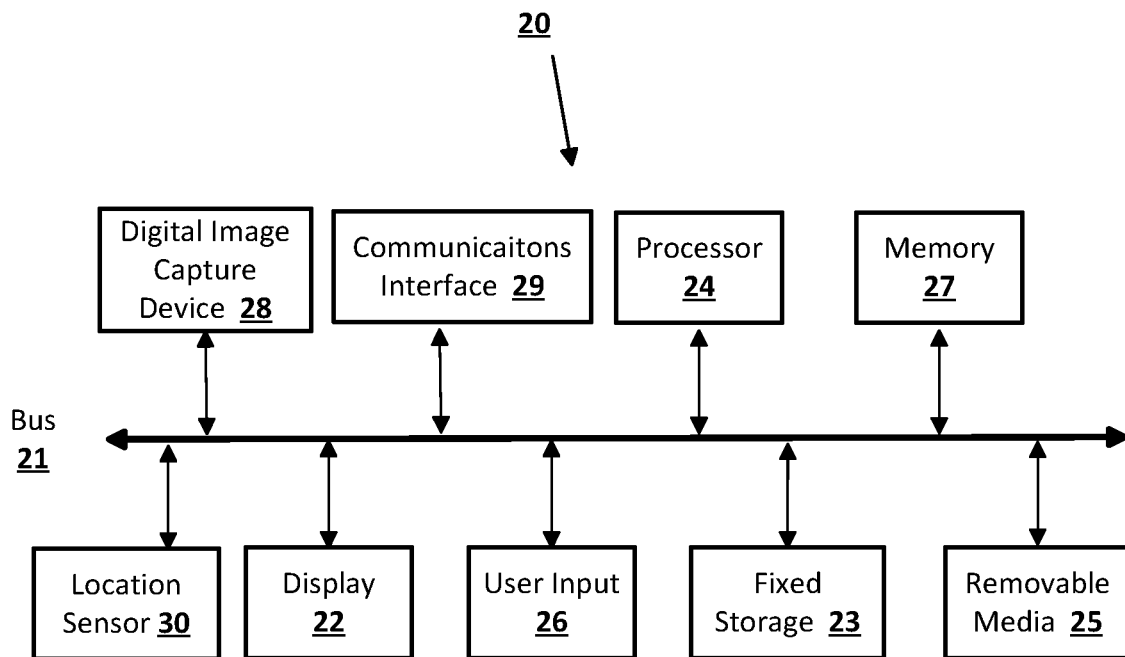 20
Digital Image
Capture
Device 28
Communicaitons
Interface 29
Processor
24
Memory
27
Bus
21
Location
Sensor 30
Display
22
User Input
26
Fixed
Storage 23
Removable
Media 25